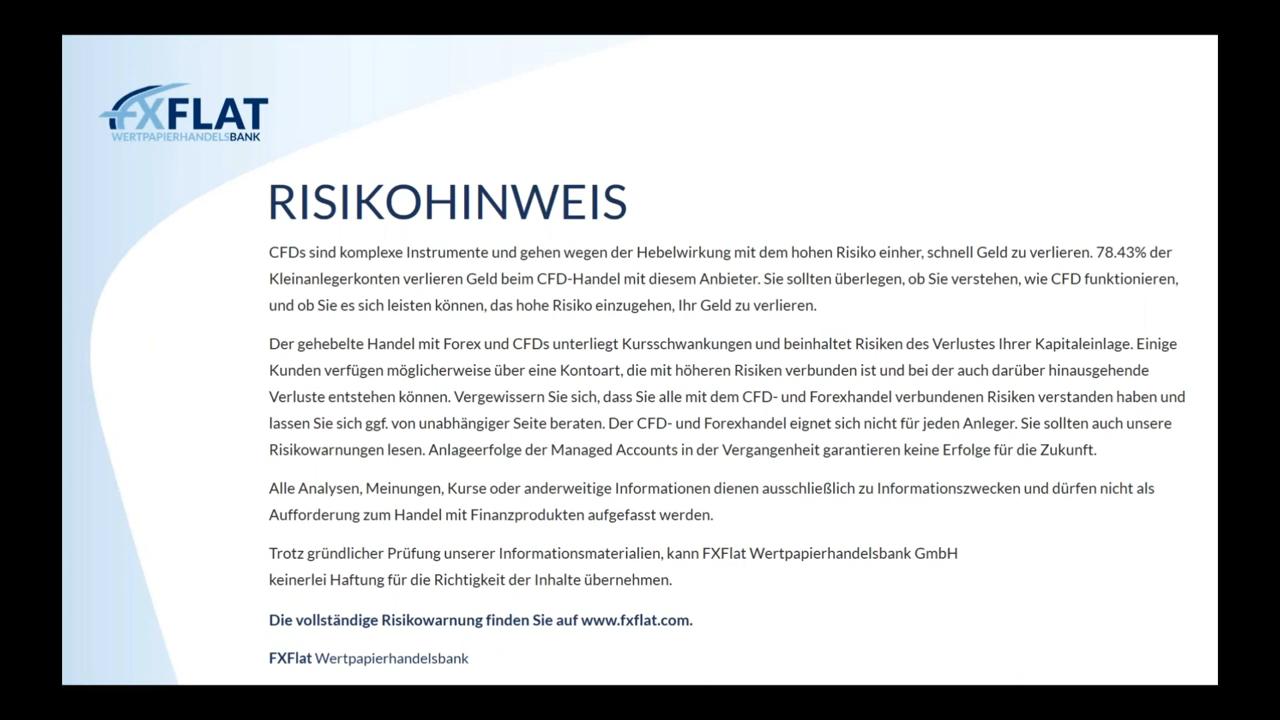 FXFLAT
WERTPAPIERHANDELSBANK
RISIKOHINWEIS
CFDs sind komplexe Instrumente und gehen wegen der Hebelwirkung mit dem hohen Risiko einher, schnell Geld zu verlieren. 78.43% der
Kleinanlegerkonten verlieren Geld beim CFD-Handel mit diesem Anbieter. Sie sollten überlegen, ob Sie verstehen, wie CFD funktionieren,
und ob Sie es sich leisten können, das hohe Risiko einzugehen, Ihr Geld zu verlieren.
Der gehebelte Handel mit Forex und CFDs unterliegt Kursschwankungen und beinhaltet Risiken des Verlustes Ihrer Kapitaleinlage. Einige
Kunden verfügen möglicherweise über eine Kontoart, die mit höheren Risiken verbunden ist und bei der auch darüber hinausgehende
Verluste entstehen können. Vergewissern Sie sich, dass Sie alle mit dem CFD- und Forexhandel verbundenen Risiken verstanden haben und
lassen Sie sich ggf. von unabhängiger Seite beraten. Der CFD- und Forexhandel eignet sich nicht für jeden Anleger. Sie sollten auch unsere
Risikowarnungen lesen. Anlageerfolge der Managed Accounts in der Vergangenheit garantieren keine Erfolge für die Zukunft.
Alle Analysen, Meinungen, Kurse oder anderweitige Informationen dienen ausschließlich zu Informationszwecken und dürfen nicht als
Aufforderung zum Handel mit Finanzprodukten aufgefasst werden.
Trotz gründlicher Prüfung unserer Informationsmaterialien, kann FXFlat Wertpapierhandelsbank GmbH
keinerlei Haftung für die Richtigkeit der Inhalte übernehmen.
Die vollständige Risikowarnung finden Sie auf www.fxflat.com.
FXFlat Wertpapierhandelsbank